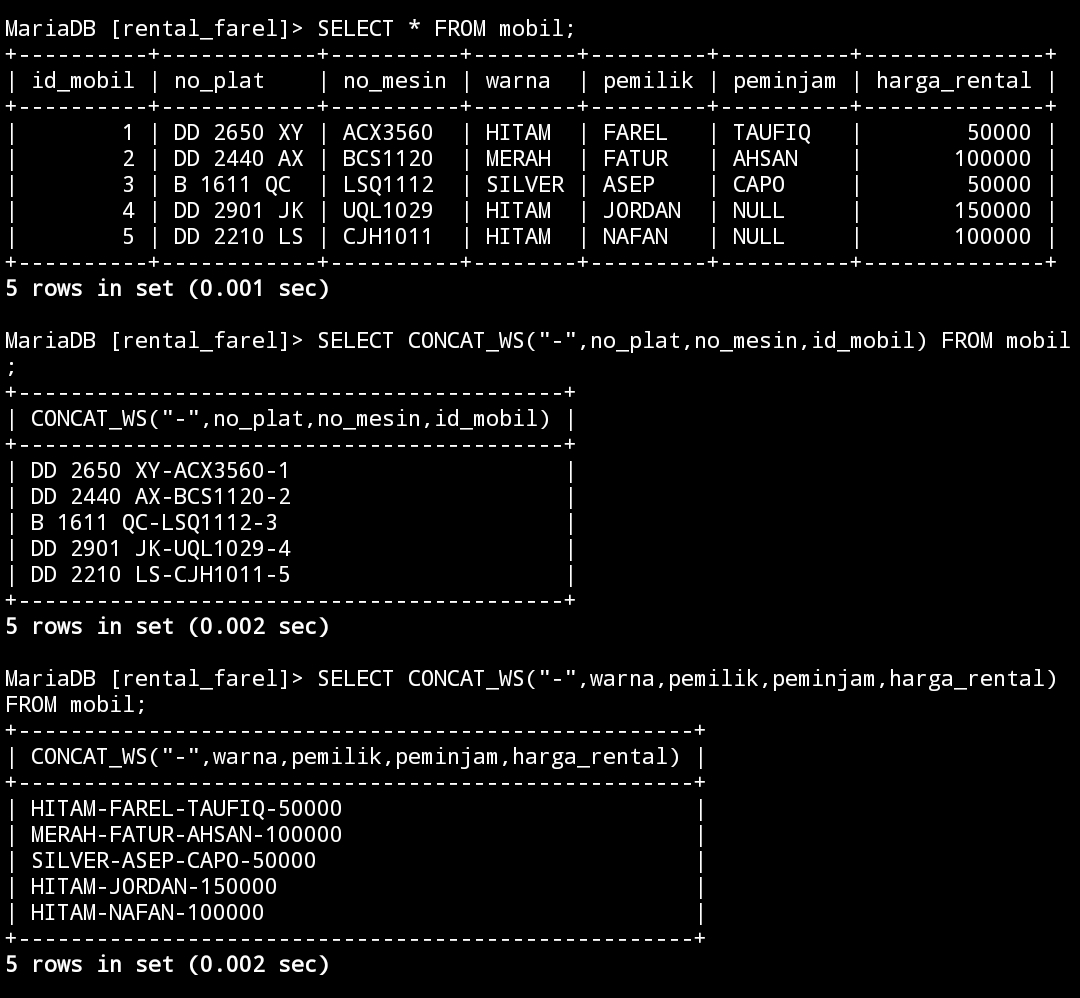 MariaDB [rental_farel]> SELECT * FROM mobil;
+----------+------------+----------+--------+---------+----------+--------------+
| id_mobil | no_plat    | no_mesin | warna  | pemilik | peminjam | harga_rental |
+----------+------------+----------+--------+---------+----------+--------------+
|        1 | DD 2650 XY | ACX3560  | HITAM  | FAREL   | TAUFIQ   |        50000 |
|        2 | DD 2440 AX | BCS1120  | MERAH  | FATUR   | AHSAN    |       100000 |
|        3 | B 1611 QC  | LSQ1112  | SILVER | ASEP    | CAPO     |        50000 |
|        4 | DD 2901 JK | UQL1029  | HITAM  | JORDAN  | NULL     |       150000 |
|        5 | DD 2210 LS | CJH1011  | HITAM  | NAFAN   | NULL     |       100000 |
+----------+------------+----------+--------+---------+----------+--------------+
5 rows in set (0.001 sec)

MariaDB [rental_farel]> SELECT CONCAT_WS("-",no_plat,no_mesin,id_mobil) FROM mobil
;
+------------------------------------------+
| CONCAT_WS("-",no_plat,no_mesin,id_mobil) |
+------------------------------------------+
| DD 2650 XY-ACX3560-1                     |
| DD 2440 AX-BCS1120-2                     |
| B 1611 QC-LSQ1112-3                      |
| DD 2901 JK-UQL1029-4                     |
| DD 2210 LS-CJH1011-5                     |
+------------------------------------------+
5 rows in set (0.002 sec)

MariaDB [rental_farel]> SELECT CONCAT_WS("-",warna,pemilik,peminjam,harga_rental)
FROM mobil;
+----------------------------------------------------+
| CONCAT_WS("-",warna,pemilik,peminjam,harga_rental) |
+----------------------------------------------------+
| HITAM-FAREL-TAUFIQ-50000                           |
| MERAH-FATUR-AHSAN-100000                           |
| SILVER-ASEP-CAPO-50000                             |
| HITAM-JORDAN-150000                                |
| HITAM-NAFAN-100000                                 |
+----------------------------------------------------+
5 rows in set (0.002 sec)